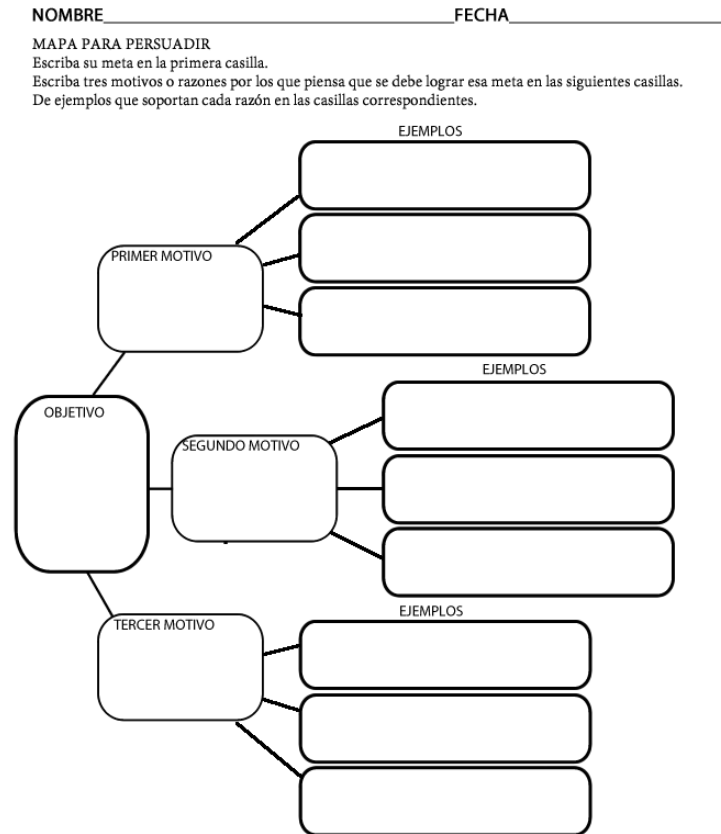 NOMBRE FECHA
MAPA PARA PERSUADIR
Escriba su meta en la primera casilla.
Escriba tres motivos o razones por los que piensa que se debe lograr esa meta en las siguientes casillas.
De ejemplos que soportan cada razón en las casillas correspondientes.
EJEMPLOS
PRIMER MOTIVO
EJEMPLOS
OBJETIVO
SEGUNDO MOTIVO
EJEMPLOS
TERCER MOTIVO